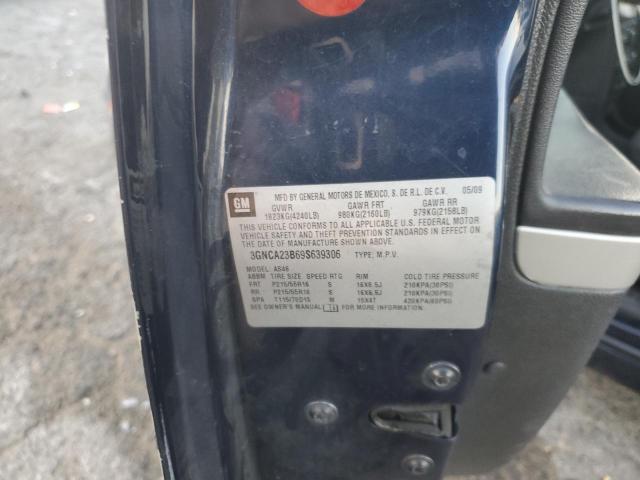 GM MFD BY GENERAL MOTORS DE MEXICO, S. DE R.L. DE C.V. 05/09
GVWR GAWR FRT GAWR RR
1923KG(4240LB) 980KG(2160LB) 979KG(2158LB)
THIS VEHICLE CONFORMS TO ALL APPLICABLE U.S. FEDERAL MOTOR
VEHICLE SAFETY, BUMPER, AND THEFT PREVENTION STANDARDS IN
EFFECT ON THE DATE OF MANUFACTURE SHOWN ABOVE.
3GNCA23B69S639306 TYPE: M.P.V.
MODEL: AS46
TIRE SIZE SPEED RTG RIM COLD TIRE PRESSURE
FRT P215/55R16 S 16X6.5J 210KPA(30PSI)
RR P215/55R16 S 16X6.5J 210KPA(30PSI)
SPA T115/70D15 M 15X4T 420KPA(60PSI)
SEE OWNER'S MANUAL